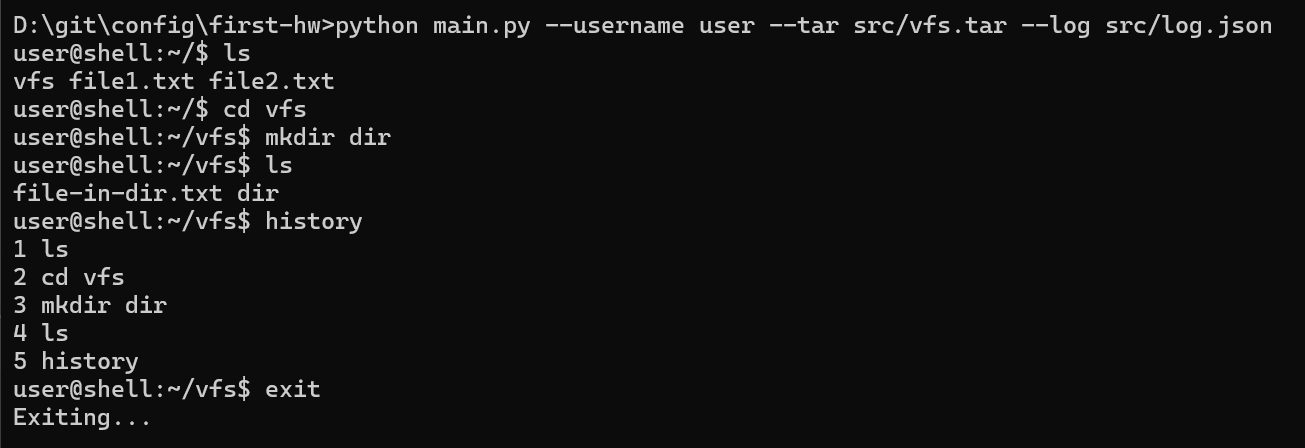 D:\git\config\first-hw>python main.py --username user --tar src/vfs.tar --log src/log.json
user@shell:~/$ ls
vfs file1.txt file2.txt
user@shell:~/$ cd vfs
user@shell:~/vfs$ mkdir dir
user@shell:~/vfs$ ls
file-in-dir.txt dir
user@shell:~/vfs$ history
1 ls
2 cd vfs
3 mkdir dir
4 ls
5 history
user@shell:~/vfs$ exit
Exiting...